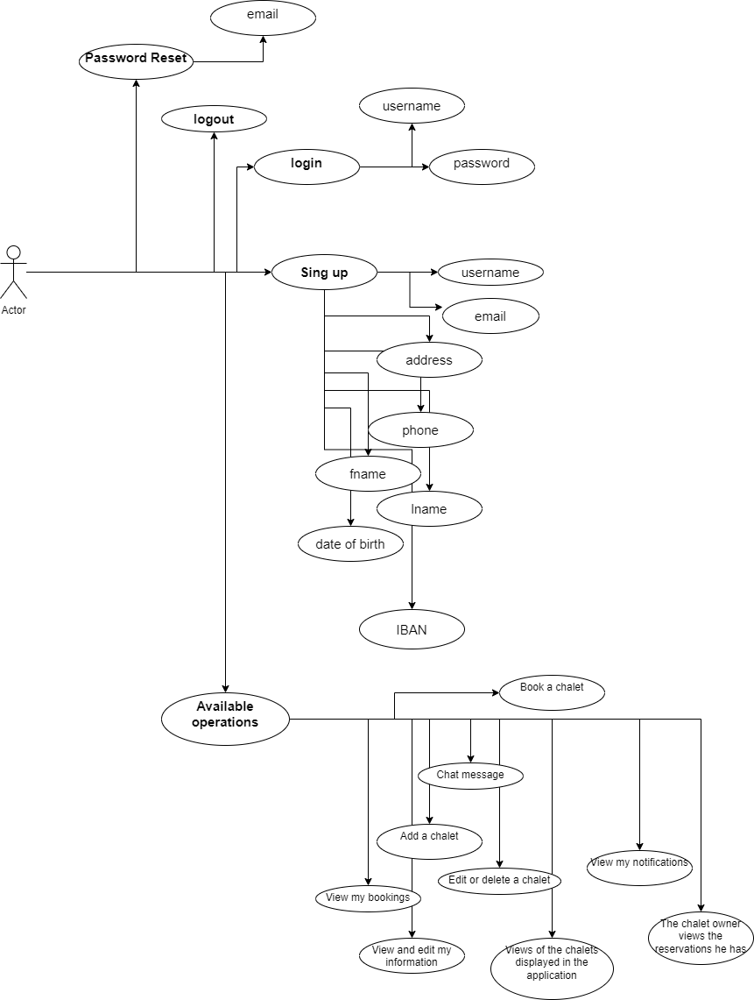 email
Password Reset
logout
username
login
password
Actor
Sing up
username
email
address
phone
fname
lname
date of birth
IBAN
Available
operations
Book a chalet
Chat message
Add a chalet
Edit or delete a chalet
View my notifications
View my bookings
The chalet owner
views the
reservations he has
View and edit my
information
Views of the chalets
displayed in the
application